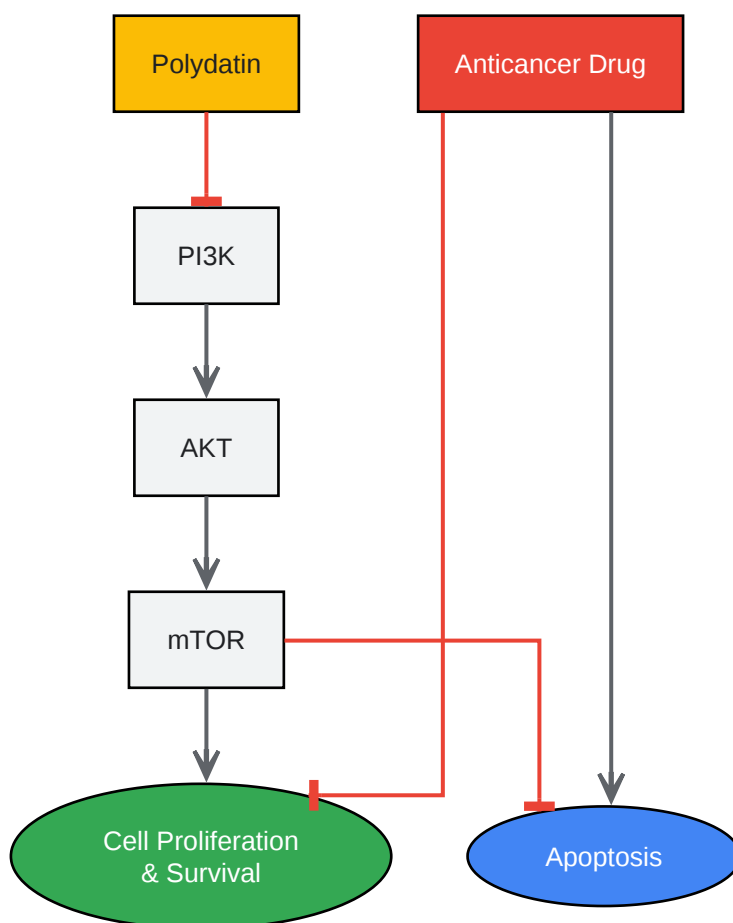 Polydatin
Anticancer Drug
PI3K
AKT
mTOR
Cell Proliferation
& Survival
Apoptosis